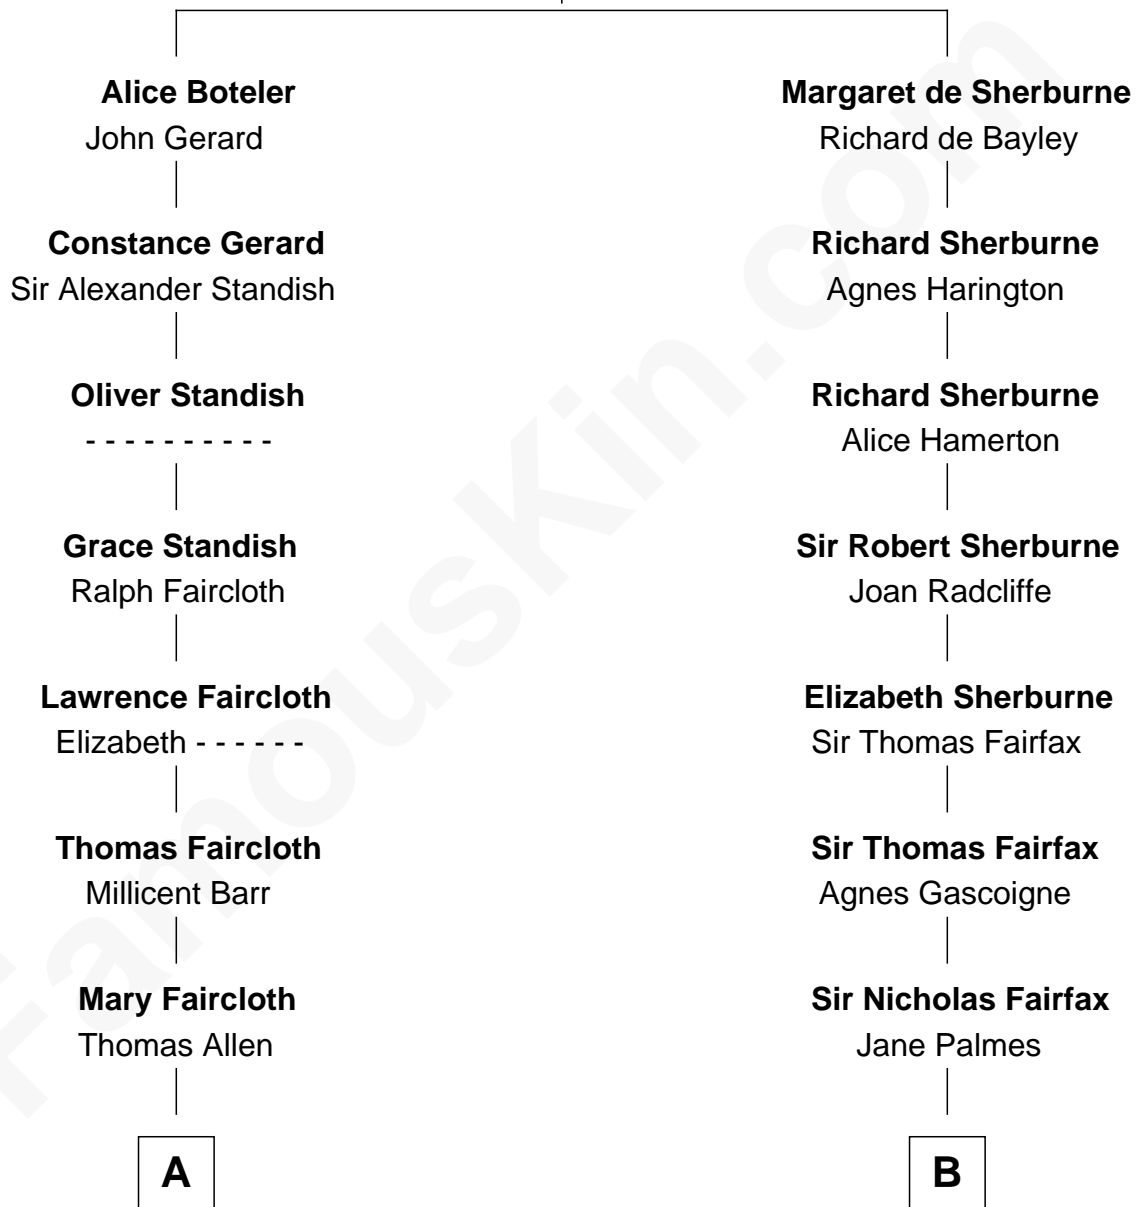 Alice Boteler
John Gerard
Constance Gerard
Sir Alexander Standish
Oliver Standish
- - - - - - - - - -
Grace Standish
Ralph Faircloth
Lawrence Faircloth
Elizabeth - - - - - -
Thomas Faircloth
Millicent Barr
Mary Faircloth
Thomas Allen
A
Margaret de Sherburne
Richard de Bayley
Richard Sherburne
Agnes Harington
Richard Sherburne
Alice Hamerton
Sir Robert Sherburne
Joan Radcliffe
Elizabeth Sherburne
Sir Thomas Fairfax
Sir Thomas Fairfax
Agnes Gascoigne
Sir Nicholas Fairfax
Jane Palmes
B
FamousKin.com